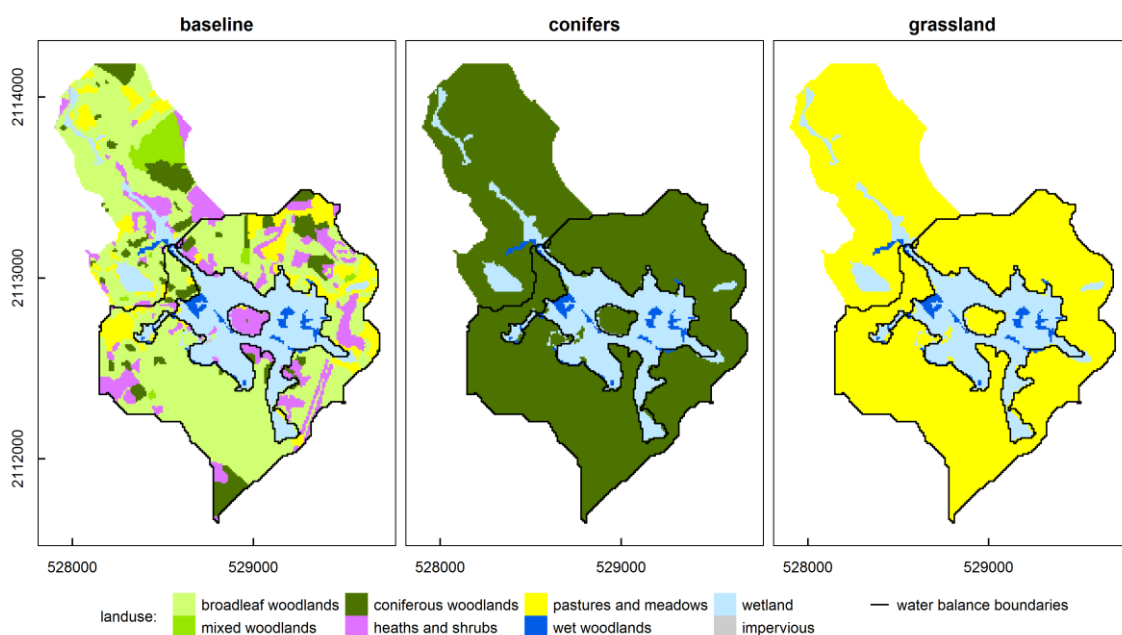 baseline conifers grassland
2114000
2113000
2112000
528000 529000 528000 529000 528000 529000
landuse: broadleaf woodlands coniferous woodlands pastures and meadows wetland water balance boundaries
mixed woodlands heaths and shrubs wet woodlands impervious